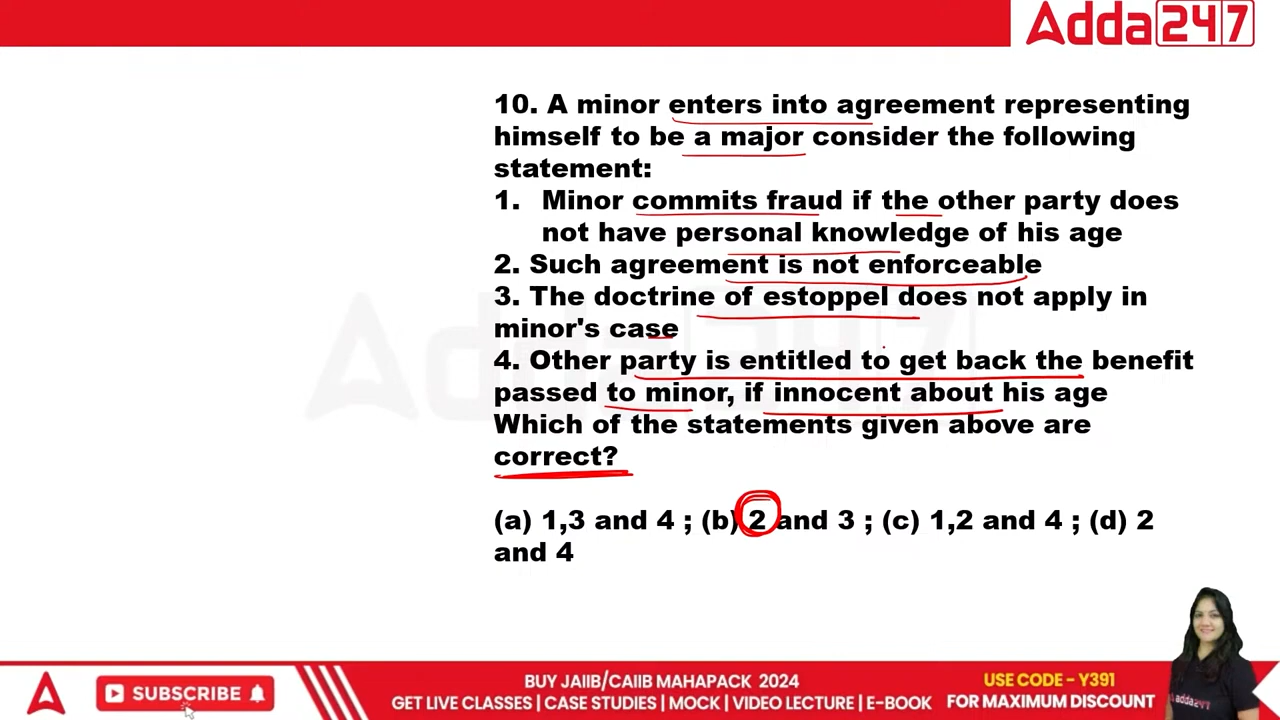 Adda247
10. A minor enters into agreement representing
himself to be a major consider the following
statement:
1. Minor commits fraud if the other party does
not have personal knowledge of his age
2. Such agreement is not enforceable
3. The doctrine of estoppel does not apply in
minor's case
4. Other party is entitled to get back the benefit
passed to minor, if innocent about his age
Which of the statements given above are
correct?
(a) 1,3 and 4 ; (b) 2 and 3 ; (c) 1,2 and 4 ; (d) 2
and 4
SUBSCRIBE
BUY JAIIB/CAIIB MAHAPACK 2024
GET LIVE CLASSES | CASE STUDIES | MOCK | VIDEO LECTURE | E-BOOK
USE CODE - Y391
FOR MAXIMUM DISCOUNT
adda247